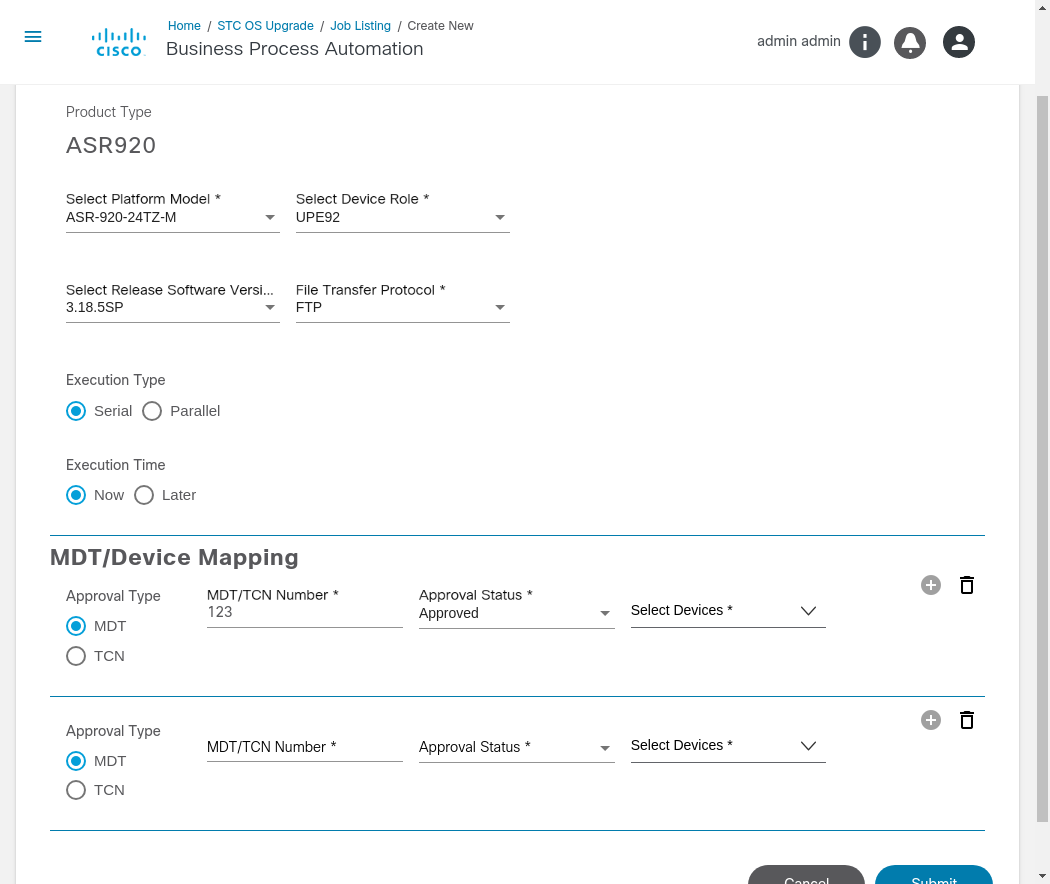 Home / STC OS Upgrade / Job Listing / Create New
CISCO
Business Process Automation
admin admin
Product Type
ASR920
Select Platform Model * Select Device Role *
ASR-920-24TZ-M UPE92
Select Release Software Versi... File Transfer Protocol *
3.18.5SP FTP
Execution Type
Serial Parallel
Execution Time
Now Later
MDT/Device Mapping
Approval Type MDT/TCN Number * Approval Status *
123 Approved Select Devices *
MDT
TCN
Approval Type
MDT/TCN Number * Approval Status * Select Devices *
MDT
TCN
Cancel Submit